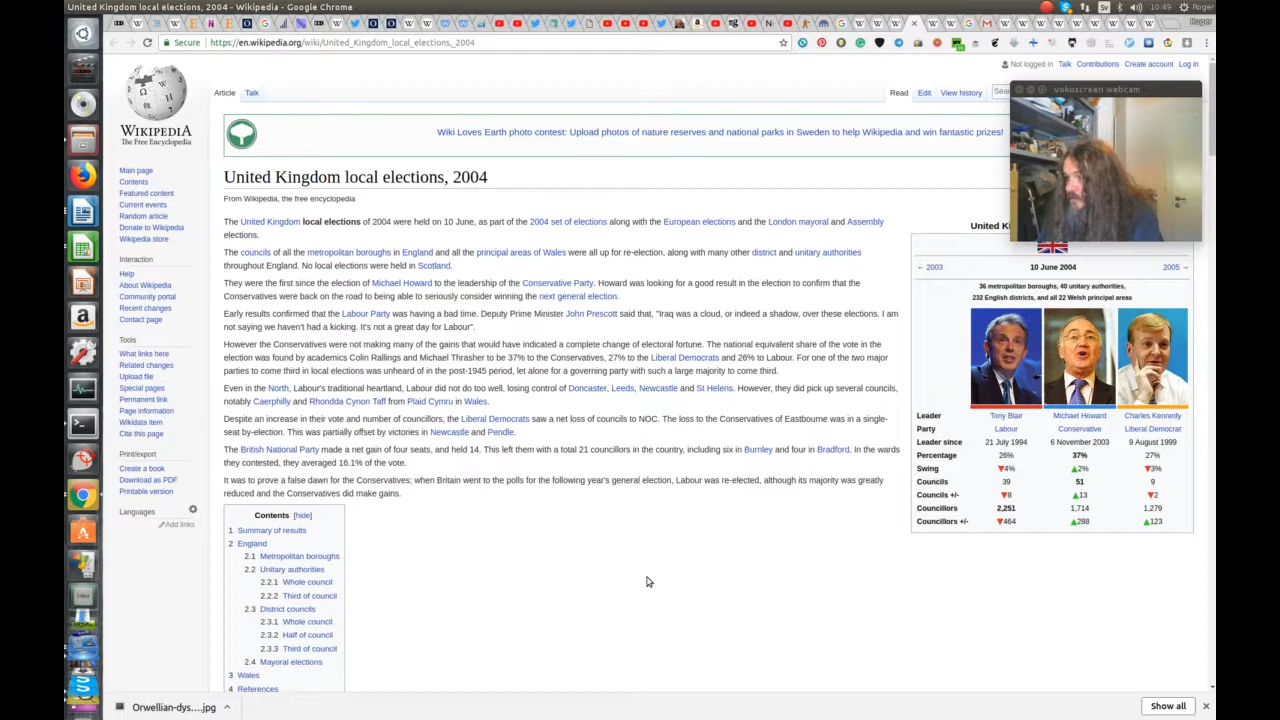 United Kingdom local elections, 2004 - Wikipedia - Google Chrome
Sv
10:49
Roger
Roger
Secure
https://en.wikipedia.org/wiki/United_Kingdom_local_elections,_2004
Not logged in Talk Contributions Create account Log in
Article Talk
Read Edit View history
vokoscreen webcam
WIKIPEDIA
The Free Encyclopedia
Main page
Contents
Featured content
Current events
Random article
Donate to Wikipedia
Wikipedia store
Interaction
Help
About Wikipedia
Community portal
Recent changes
Contact page
Tools
What links here
Related changes
Upload file
Special pages
Permanent link
Page information
Wikidata item
Cite this page
Print/export
Create a book
Download as PDF
Printable version
Languages
Add links
Wiki Loves Earth photo contest: Upload photos of nature reserves and national parks in Sweden to help Wikipedia and win fantastic prizes!
United Kingdom local elections, 2004
From Wikipedia, the free encyclopedia
The United Kingdom local elections of 2004 were held on 10 June, as part of the 2004 set of elections along with the European elections and the London mayoral and Assembly
elections.
The councils of all the metropolitan boroughs in England and all the principal areas of Wales were all up for re-election, along with many other district and unitary authorities
throughout England. No local elections were held in Scotland.
They were the first since the election of Michael Howard to the leadership of the Conservative Party. Howard was looking for a good result in the election to confirm that the
Conservatives were back on the road to being able to seriously consider winning the next general election.
Early results confirmed that the Labour Party was having a bad time. Deputy Prime Minister John Prescott said that, "Iraq was a cloud, or indeed a shadow, over these elections. I am
not saying we haven't had a kicking. It's not a great day for Labour".
However the Conservatives were not making many of the gains that would have indicated a complete change of electoral fortune. The national equivalent share of the vote in
the election was found by academics Colin Rallings and Michael Thrasher to be 37% to the Conservatives, 27% to the Liberal Democrats and 26% to Labour. For one of the two major
parties to come third in local elections was unheard of in the post-1945 period, let alone for a governing party with such a large majority to come third.
Even in the North, Labour's traditional heartland, Labour did not do too well, losing control of Doncaster, Leeds, Newcastle and St Helens. However, they did pick up several councils,
notably Caerphilly and Rhondda Cynon Taff from Plaid Cymru in Wales.
Despite an increase in their vote and number of councillors, the Liberal Democrats saw a net loss of councils to NOC. The loss to the Conservatives of Eastbourne was in a single-
seat by-election. This was partially offset by victories in Newcastle and Pendle.
The British National Party made a net gain of four seats, and held 14. This left them with a total 21 councillors in the country, including six in Burnley and four in Bradford. In the wards
they contested, they averaged 16.1% of the vote.
It was to prove a false dawn for the Conservatives; when Britain went to the polls for the following year's general election, Labour was re-elected, although its majority was greatly
reduced and the Conservatives did make gains.
Contents [hide]
1 Summary of results
2 England
2.1 Metropolitan boroughs
2.2 Unitary authorities
2.2.1 Whole council
2.2.2 Third of council
2.3 District councils
2.3.1 Whole council
2.3.2 Half of council
2.3.3 Third of council
2.4 Mayoral elections
3 Wales
4 References
← 2003 10 June 2004 2005 →
36 metropolitan boroughs, 40 unitary authorities,
232 English districts, and all 22 Welsh principal areas
Leader Tony Blair Michael Howard Charles Kennedy
Party Labour Conservative Liberal Democrat
Leader since 21 July 1994 6 November 2003 9 August 1999
Percentage 26% 37% 27%
Swing ▼4% ▲2% ▼3%
Councils 39 51 9
Councils +/- ▼8 ▲13 ▼2
Councillors 2,251 1,714 1,279
Councillors +/- ▼464 ▲288 ▲123
Orwellian-dys....jpg
Show all